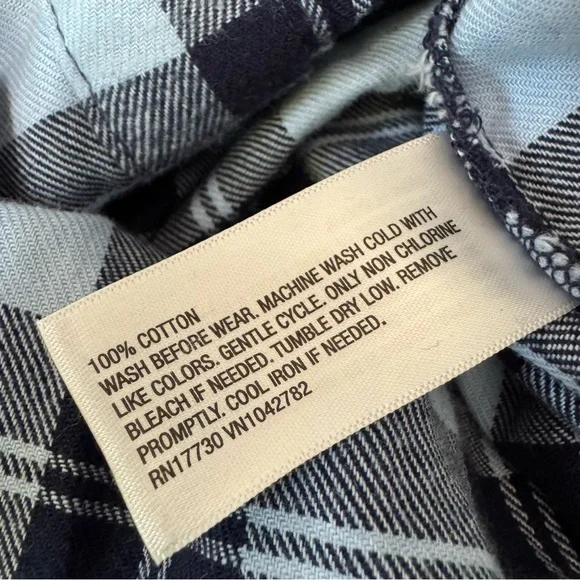 100% COTTON
WASH BEFORE WEAR. MACHINE WASH COLD WITH
LIKE COLORS. GENTLE CYCLE. ONLY NON CHLORINE
BLEACH IF NEEDED. TUMBLE DRY LOW. REMOVE
PROMPTLY. COOL IRON IF NEEDED.
RN17730 VN1042782